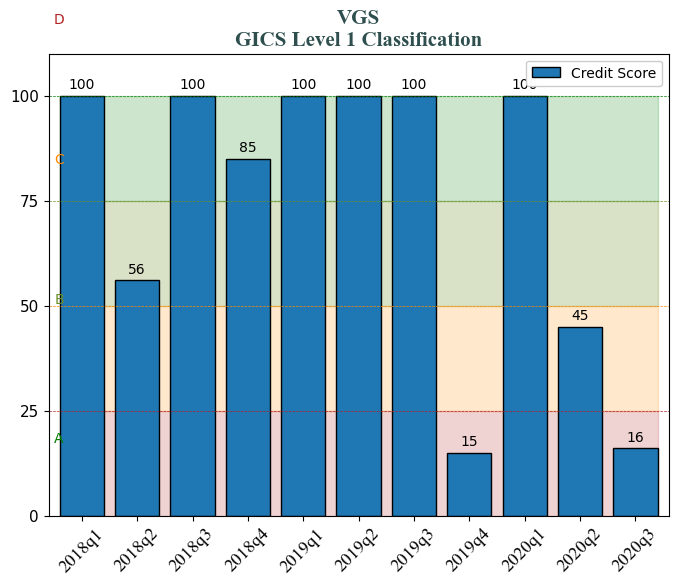 D
VGS
GICS Level 1 Classification
Credit Score
100
100
100
100
100
100
85
56
45
15
16
C
B
A
100
75
50
25
0
2018q1
2018q2
2018q3
2018q4
2019q1
2019q2
2019q3
2019q4
2020q1
2020q2
2020q3